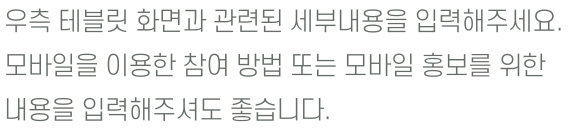 우측 테블릿 화면과 관련된 세부내용을 입력해주세요.
모바일을 이용한 참여 방법 또는 모바일 홍보를 위한
내용을 입력해주셔도 좋습니다.